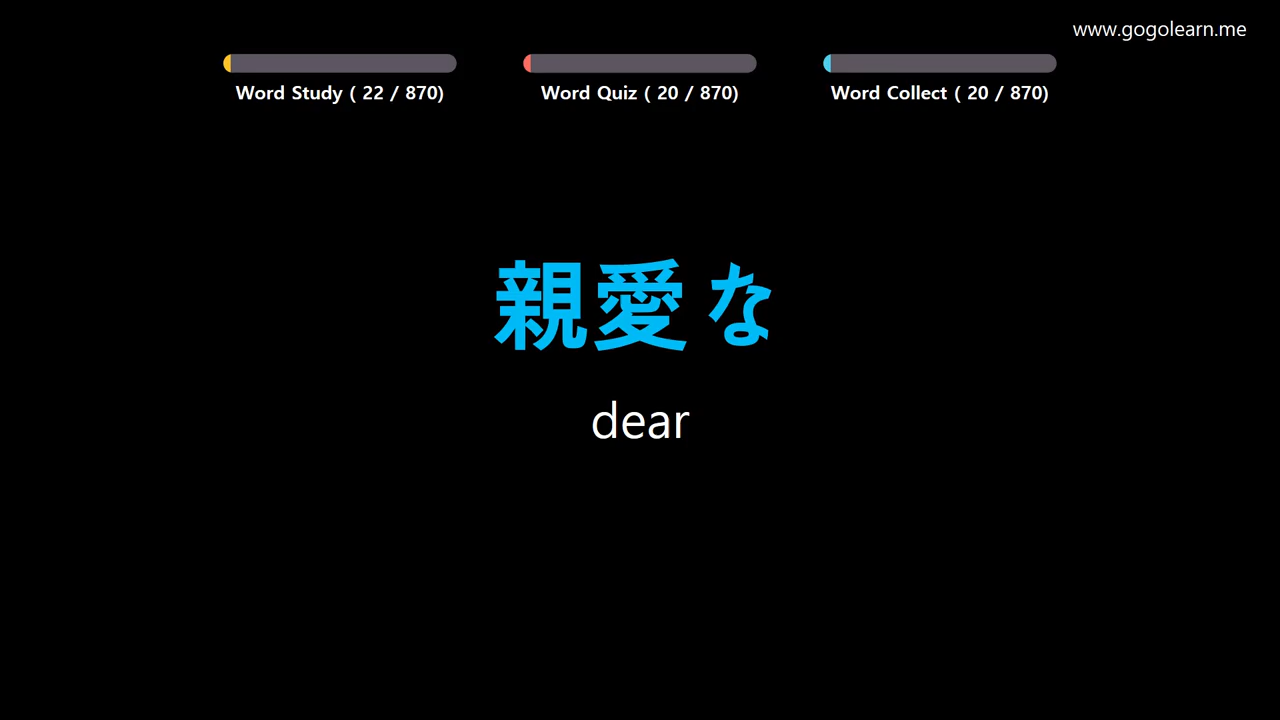 www.gogolearn.me
Word Study ( 22 / 870)
Word Quiz ( 20 / 870)
Word Collect ( 20 / 870)
親愛な
dear